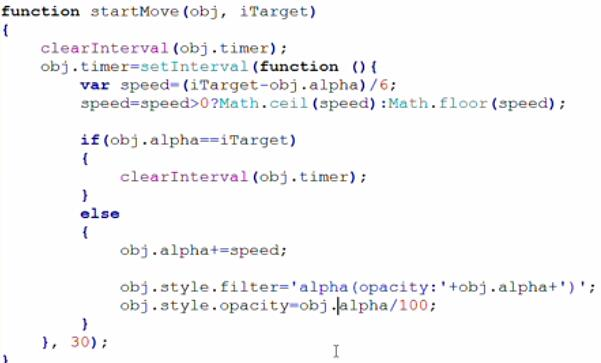 function startMove(obj, iTarget)
{
    clearInterval(obj.timer);
    obj.timer=setInterval(function (){
        var speed=(iTarget-obj.alpha)/6;
        speed=speed>0?Math.ceil(speed):Math.floor(speed);

        if(obj.alpha==iTarget)
        {
            clearInterval(obj.timer);
        }
        else
        {
            obj.alpha+=speed;

            obj.style.filter='alpha(opacity:'+obj.alpha+')';
            obj.style.opacity=obj.alpha/100;
        }
    }, 30);
}